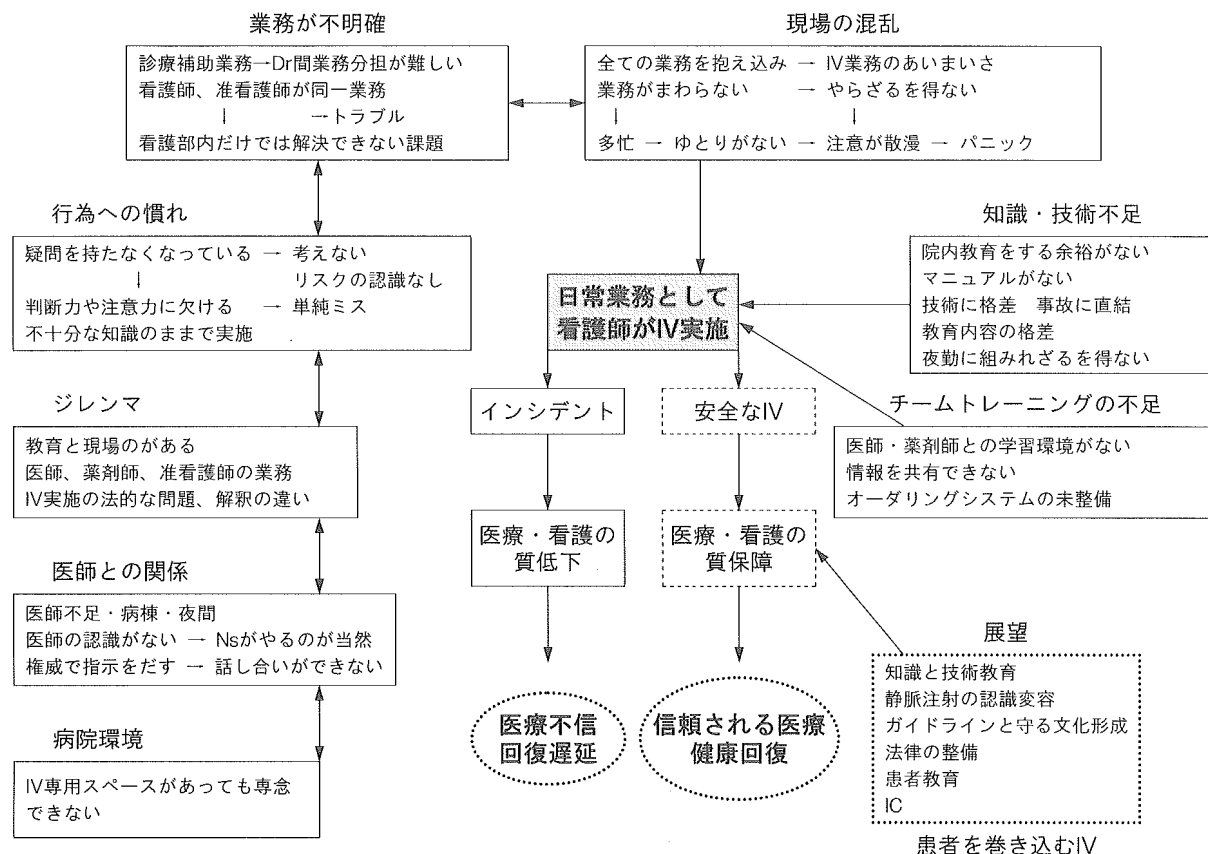 業務が不明確
診療補助業務→Dr間業務分担が難しい
看護師、准看護師が同一業務
↓ →トラブル
看護部内だけでは解決できない課題
現場の混乱
全ての業務を抱え込み → IV業務のあいまいさ
業務がまわらない → やらざるを得ない
↓ ↓
多忙 → ゆとりがない → 注意が散漫 → パニック
行為への慣れ
疑問を持たなくなっている → 考えない
↓ リスクの認識なし
判断力や注意力に欠ける → 単純ミス
不十分な知識のままで実施
ジレンマ
教育と現場のがある
医師、薬剤師、准看護師の業務
IV実施の法的な問題、解釈の違い
医師との関係
医師不足・病棟・夜間
医師の認識がない → Nsがやるのが当然
権威で指示をだす → 話し合いができない
病院環境
IV専用スペースがあっても専念
できない
日常業務として
看護師がIV実施
インシデント
安全なIV
医療・看護の
質低下
医療・看護の
質保障
医療不信
回復遅延
信頼される医療
健康回復
知識・技術不足
院内教育をする余裕がない
マニュアルがない
技術に格差 事故に直結
教育内容の格差
夜勤に組みれざるを得ない
チームトレーニングの不足
医師・薬剤師との学習環境がない
情報を共有できない
オーダリングシステムの未整備
展望
知識と技術教育
静脈注射の認識変容
ガイドラインと守る文化形成
法律の整備
患者教育
IC
患者を巻き込むIV